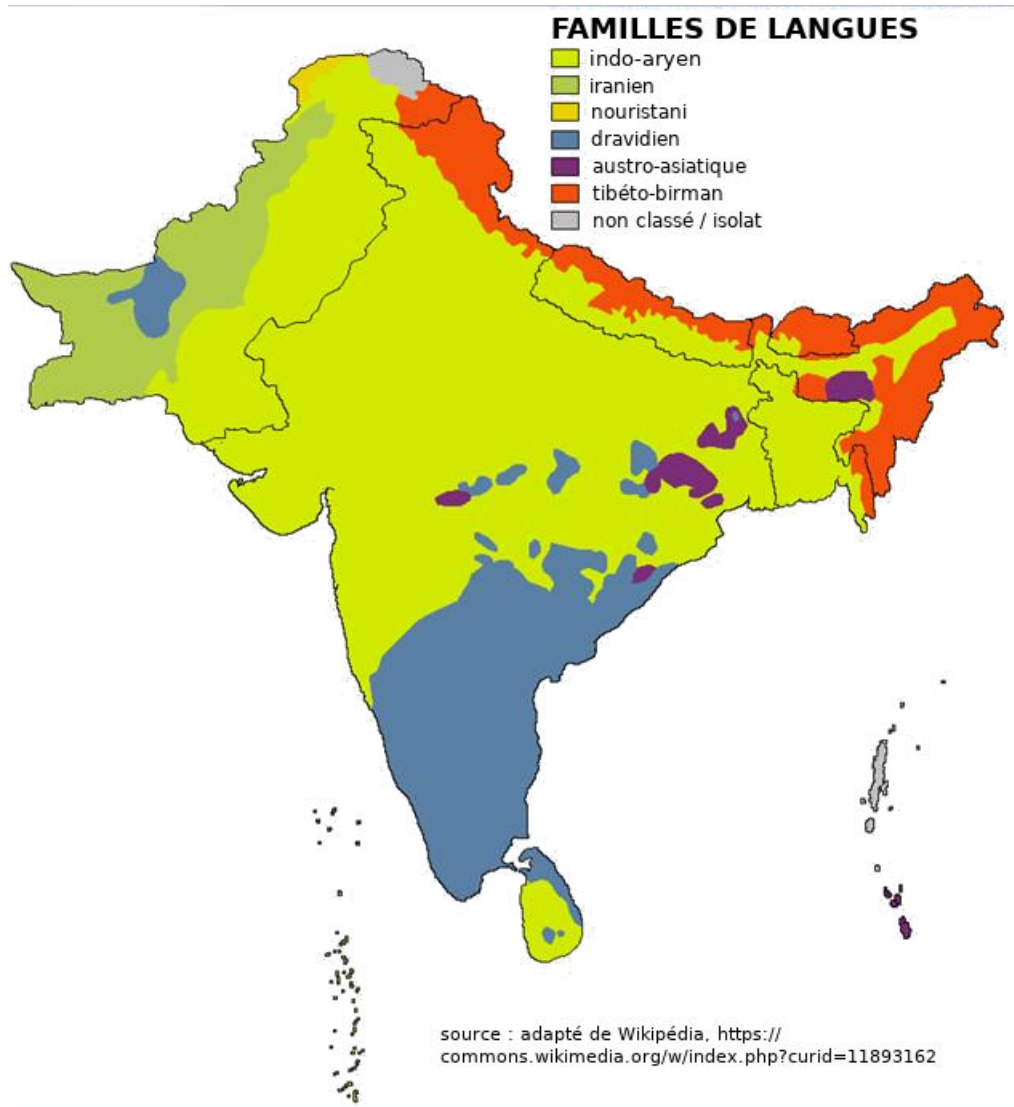 FAMILLES DE LANGUES
indo-aryen
iranien
nouristani
dravidien
austro-asiatique
tibéto-birman
non classé / isolat
source : adapté de Wikipédia, https://
commons.wikimedia.org/w/index.php?curid=11893162